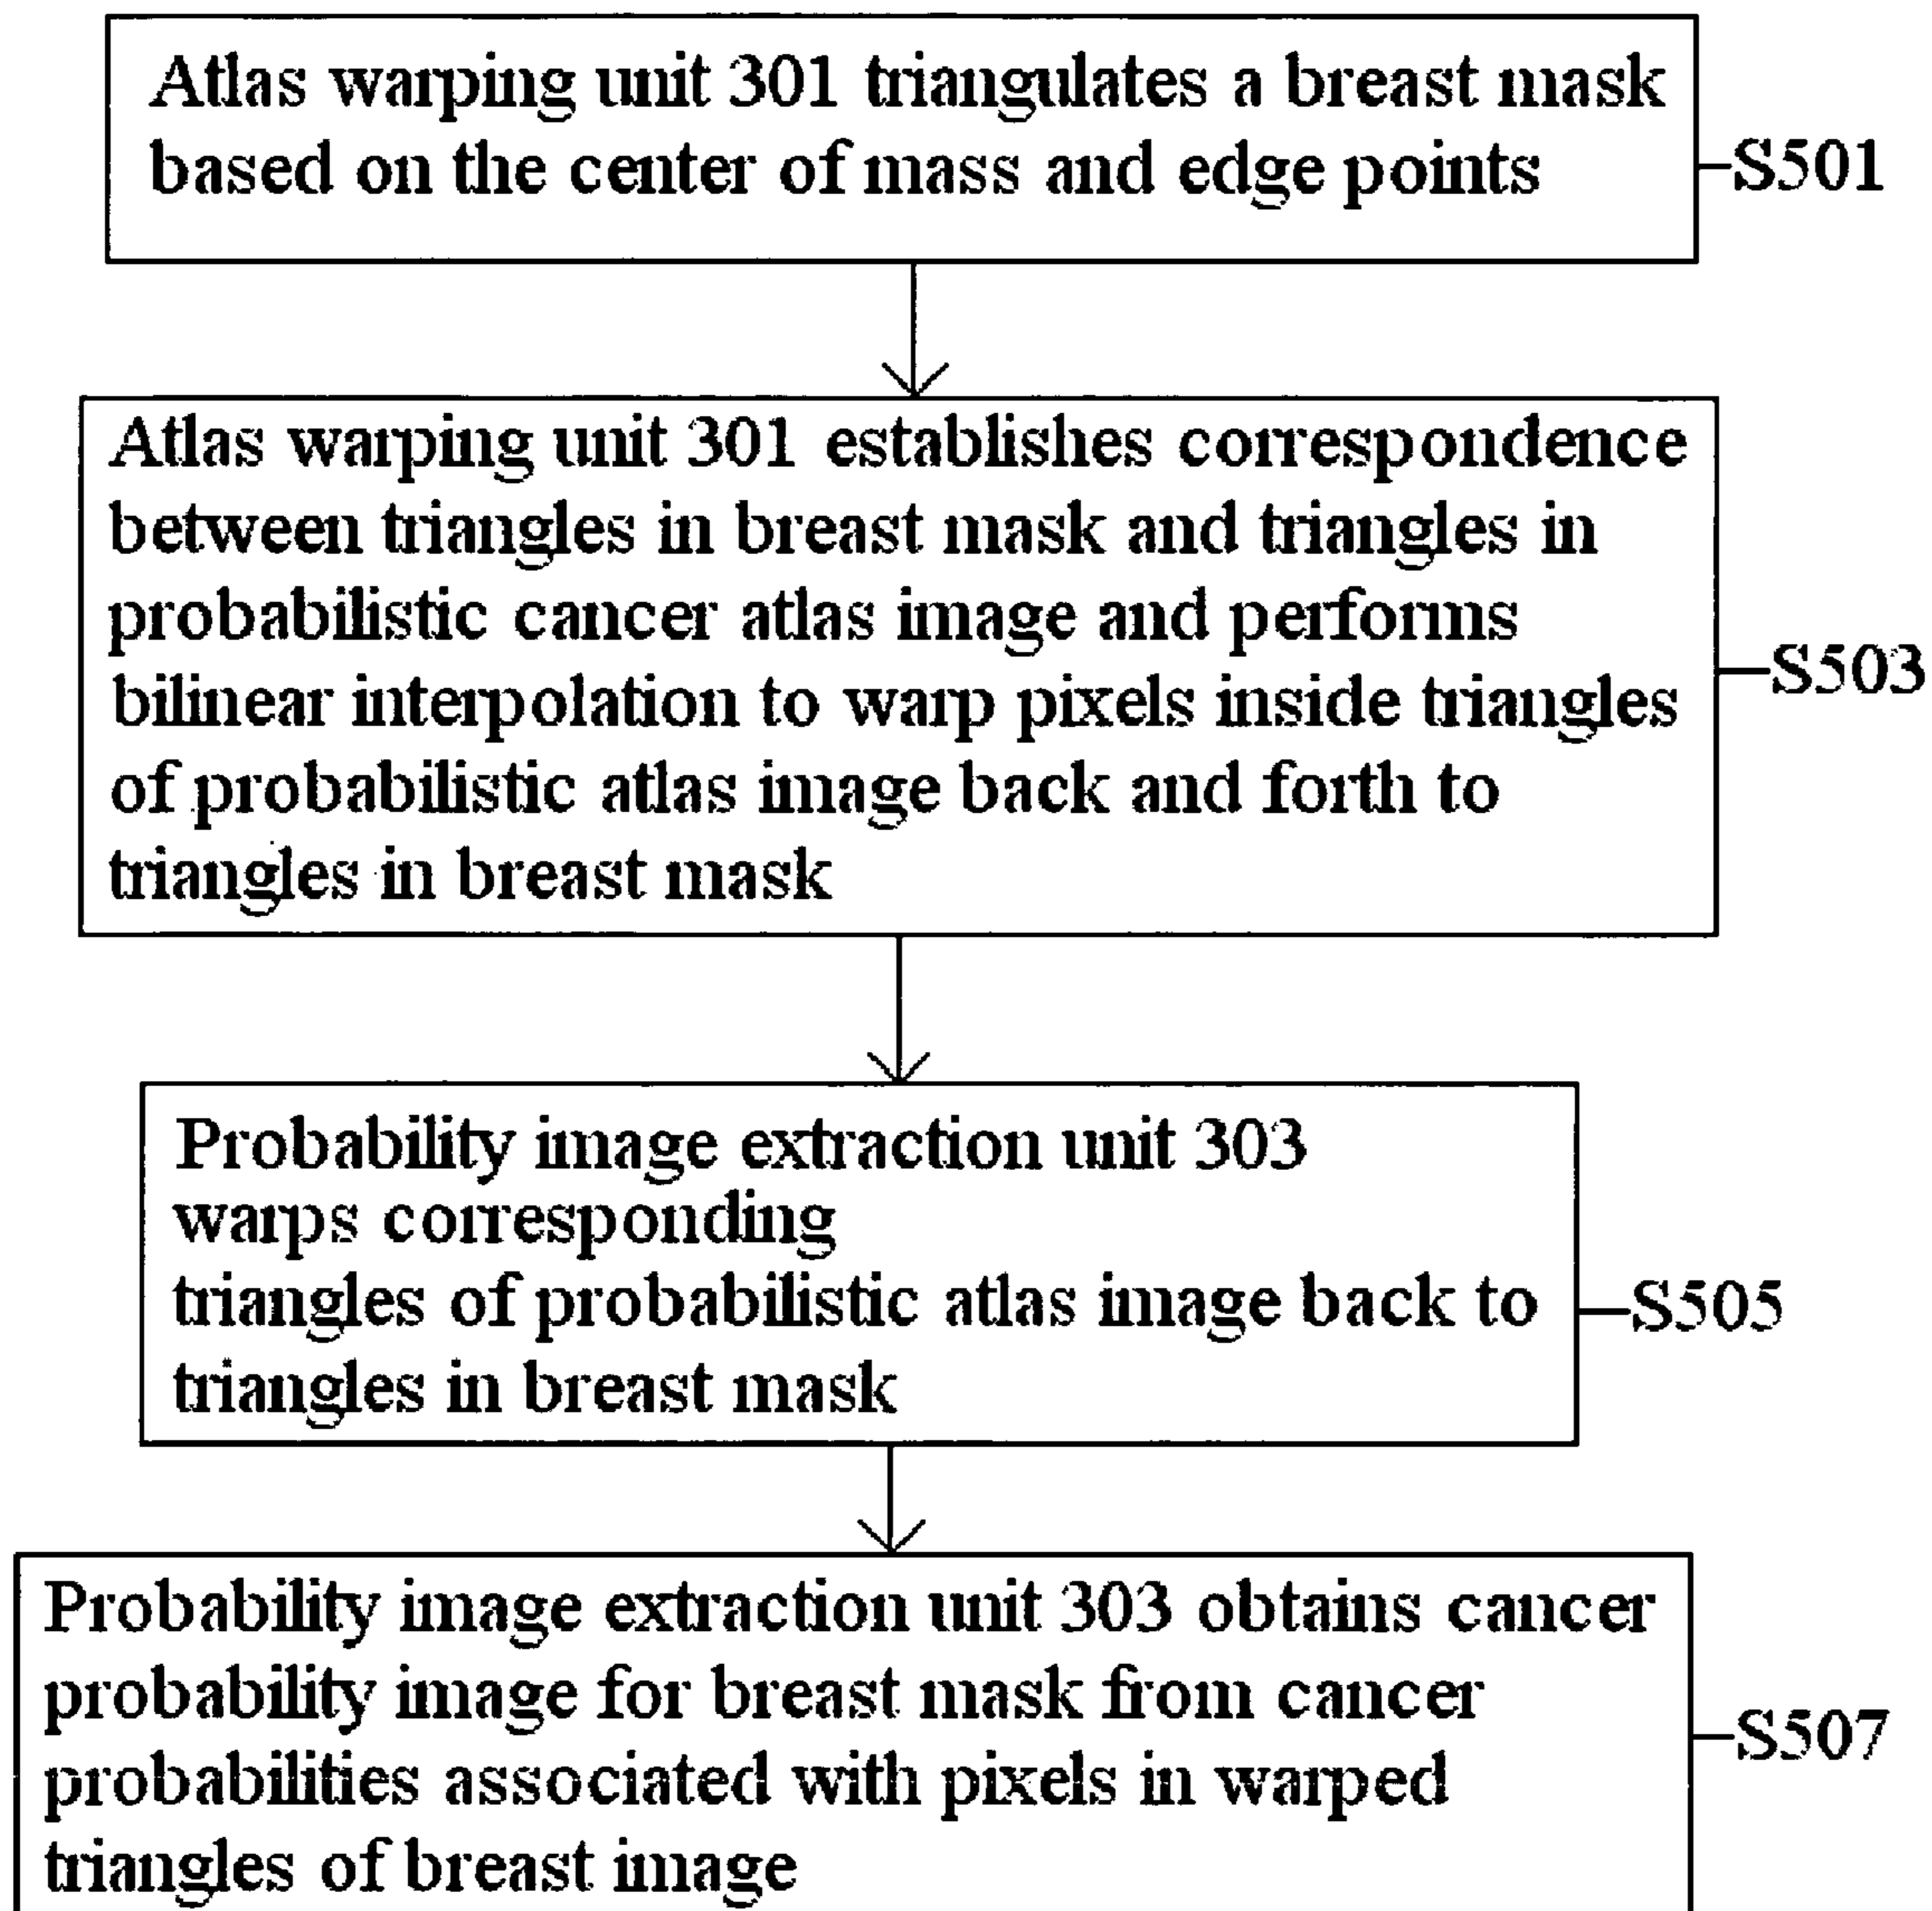 Atlas warping unit 301 triangulates a breast mask
based on the center of mass and edge points
S501
Atlas warping unit 301 establishes correspondence
between triangles in breast mask and triangles in
probabilistic cancer atlas image and performs
bilinear interpolation to warp pixels inside triangles
of probabilistic atlas image back and forth to
triangles in breast mask
S503
Probability image extraction unit 303
warps corresponding
triangles of probabilistic atlas image back to
triangles in breast mask
S505
Probability image extraction unit 303 obtains cancer
probability image for breast mask from cancer
probabilities associated with pixels in warped
triangles of breast image
S507